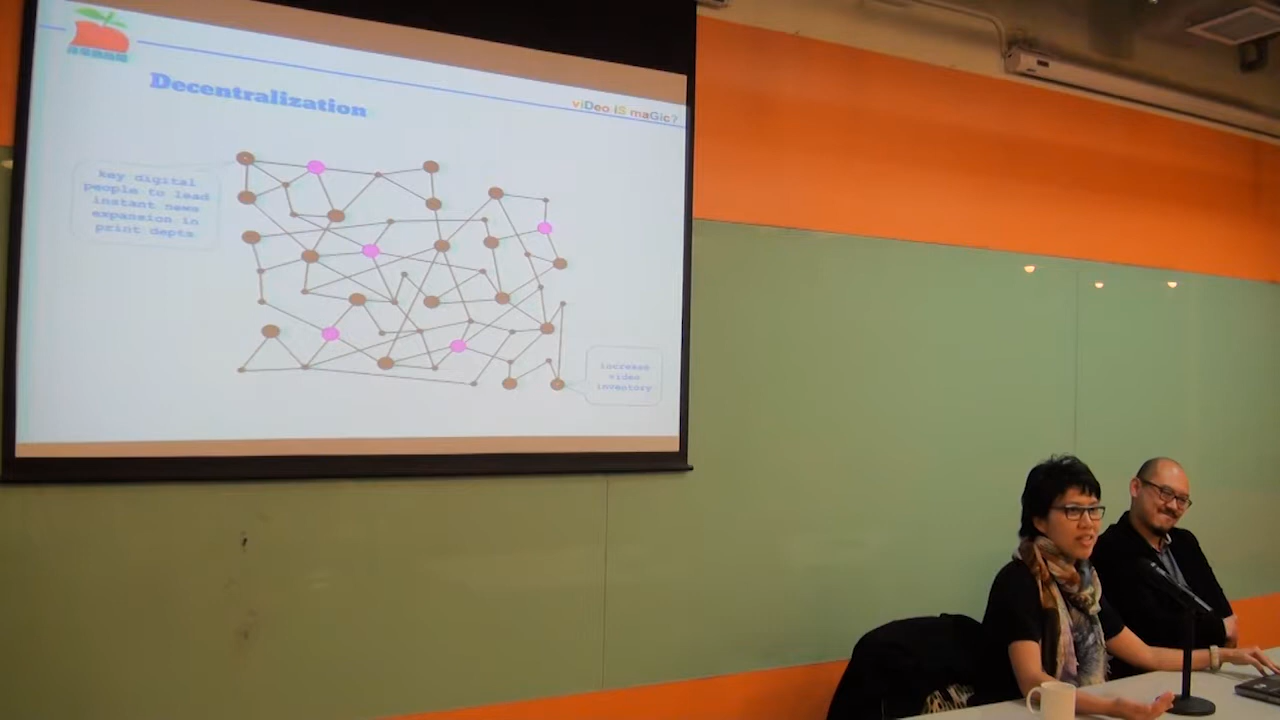 Decentralization
viDeo iS maGic?
key digital
people to lead
instant news
expansion in
print depts
increase
video
inventory